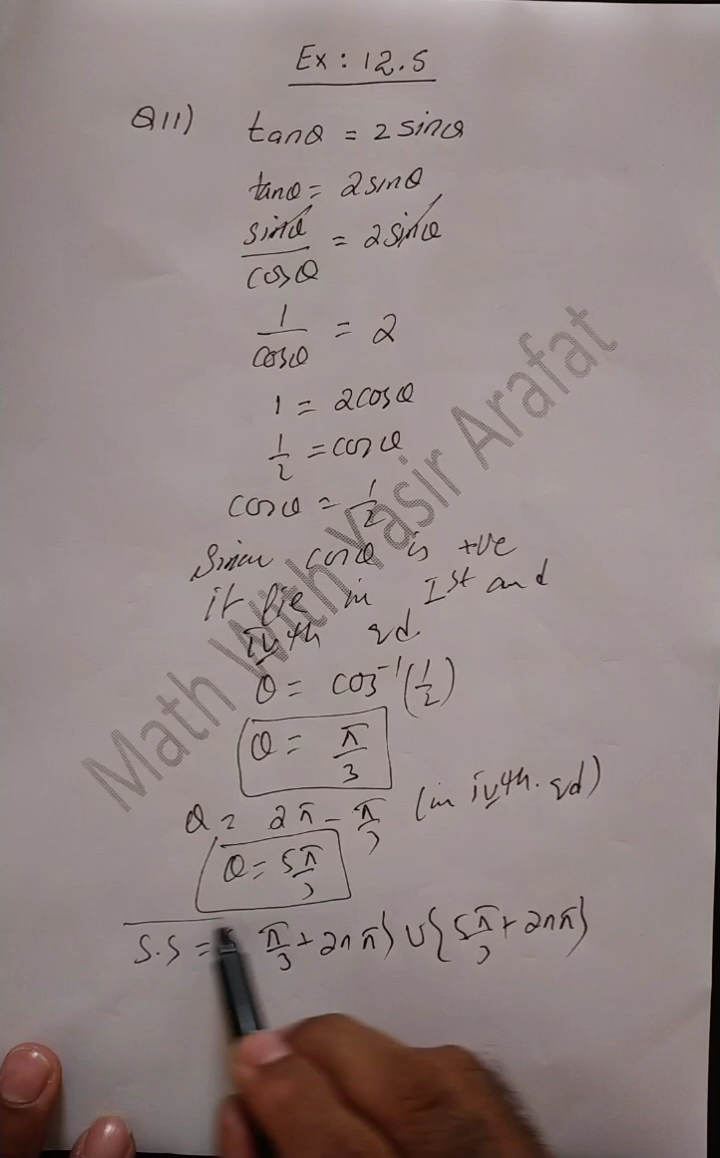 Ex: 12.5
Q11) tanθ = 2 sinθ
tanθ = 2sinθ
sinθ/cosθ = 2sinθ
1/cosθ = 2
1 = 2cosθ
1/2 = cosθ
cosθ = 1/2
Since cosθ is +ve
it lie in Ist and
IVth qd.
θ = cos⁻¹(1/2)
θ = π/3
θ = 2π - π/3 (in ivth. qd)
θ = 5π/3
S.S = { π/3 + 2nπ} ∪ {5π/3 + 2nπ}
Math With Yasir Arafat